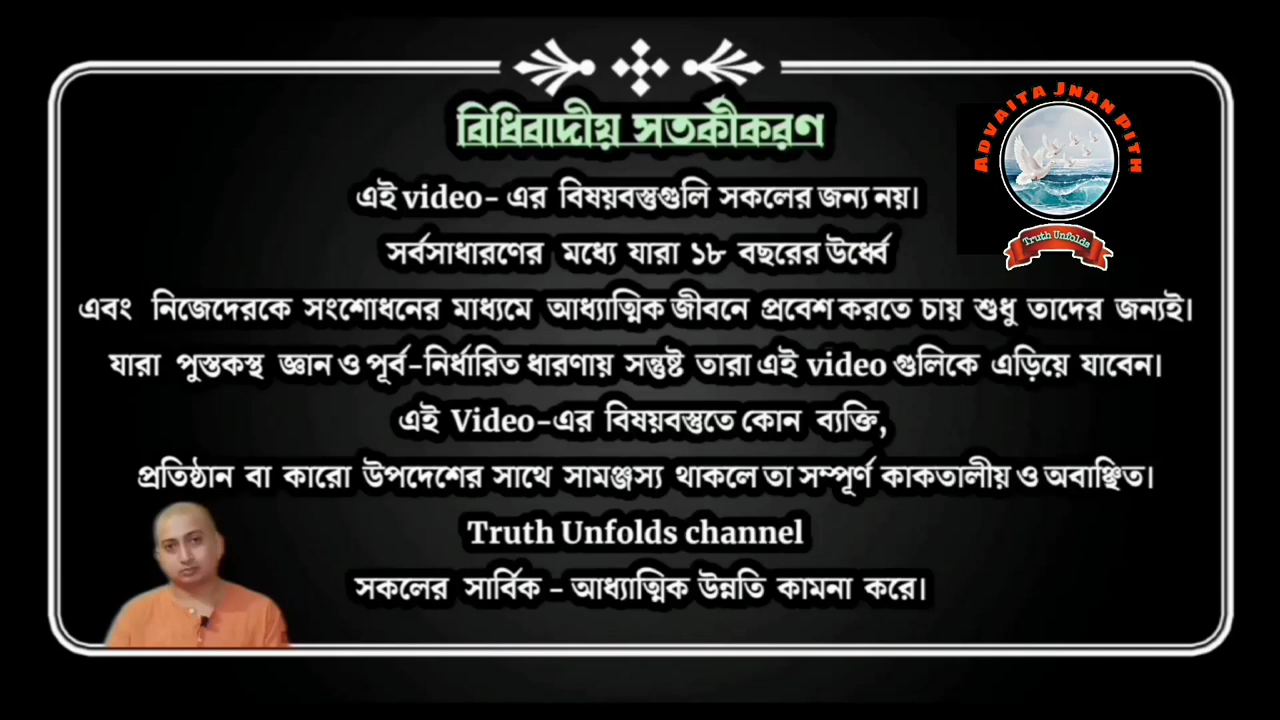 বিধিবাদীয় সতর্কীকরণ
ADVAITA JNAN PITH
Truth Unfolds
এই video- এর বিষয়বস্তুগুলি সকলের জন্য নয়।
সর্বসাধারণের মধ্যে যারা ১৮ বছরের উর্ধ্বে
এবং নিজেদেরকে সংশোধনের মাধ্যমে আধ্যাত্মিক জীবনে প্রবেশ করতে চায় শুধু তাদের জন্যই।
যারা পুস্তকস্থ জ্ঞান ও পূর্ব-নির্ধারিত ধারণায় সন্তুষ্ট তারা এই video গুলিকে এড়িয়ে যাবেন।
এই Video-এর বিষয়বস্তুতে কোন ব্যক্তি,
প্রতিষ্ঠান বা কারো উপদেশের সাথে সামঞ্জস্য থাকলে তা সম্পূর্ণ কাকতালীয় ও অবাঞ্ছিত।
Truth Unfolds channel
সকলের সার্বিক - আধ্যাত্মিক উন্নতি কামনা করে।